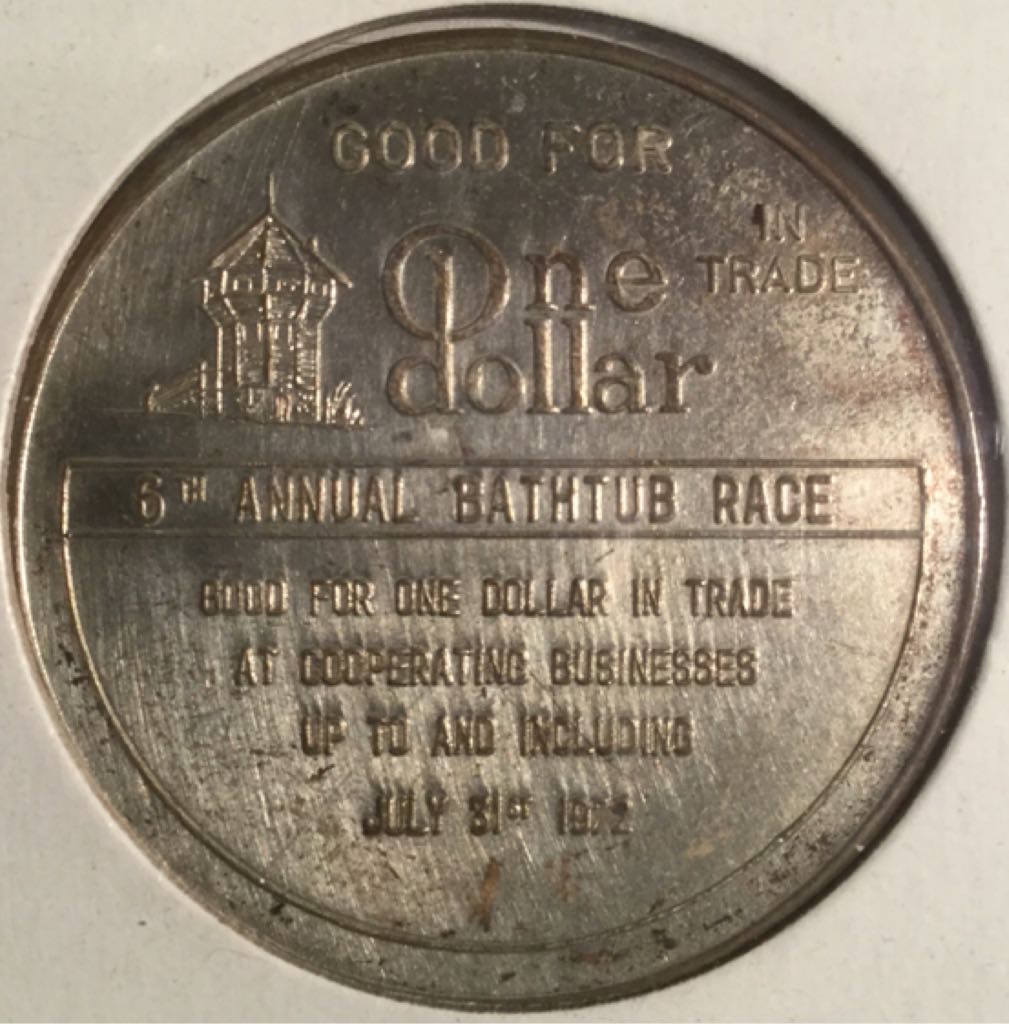 GOOD FOR
One
dollar
IN
TRADE
6TH ANNUAL BATHTUB RACE
GOOD FOR ONE DOLLAR IN TRADE
AT COOPERATING BUSINESSES
UP TO AND INCLUDING
JULY 31ST 1972